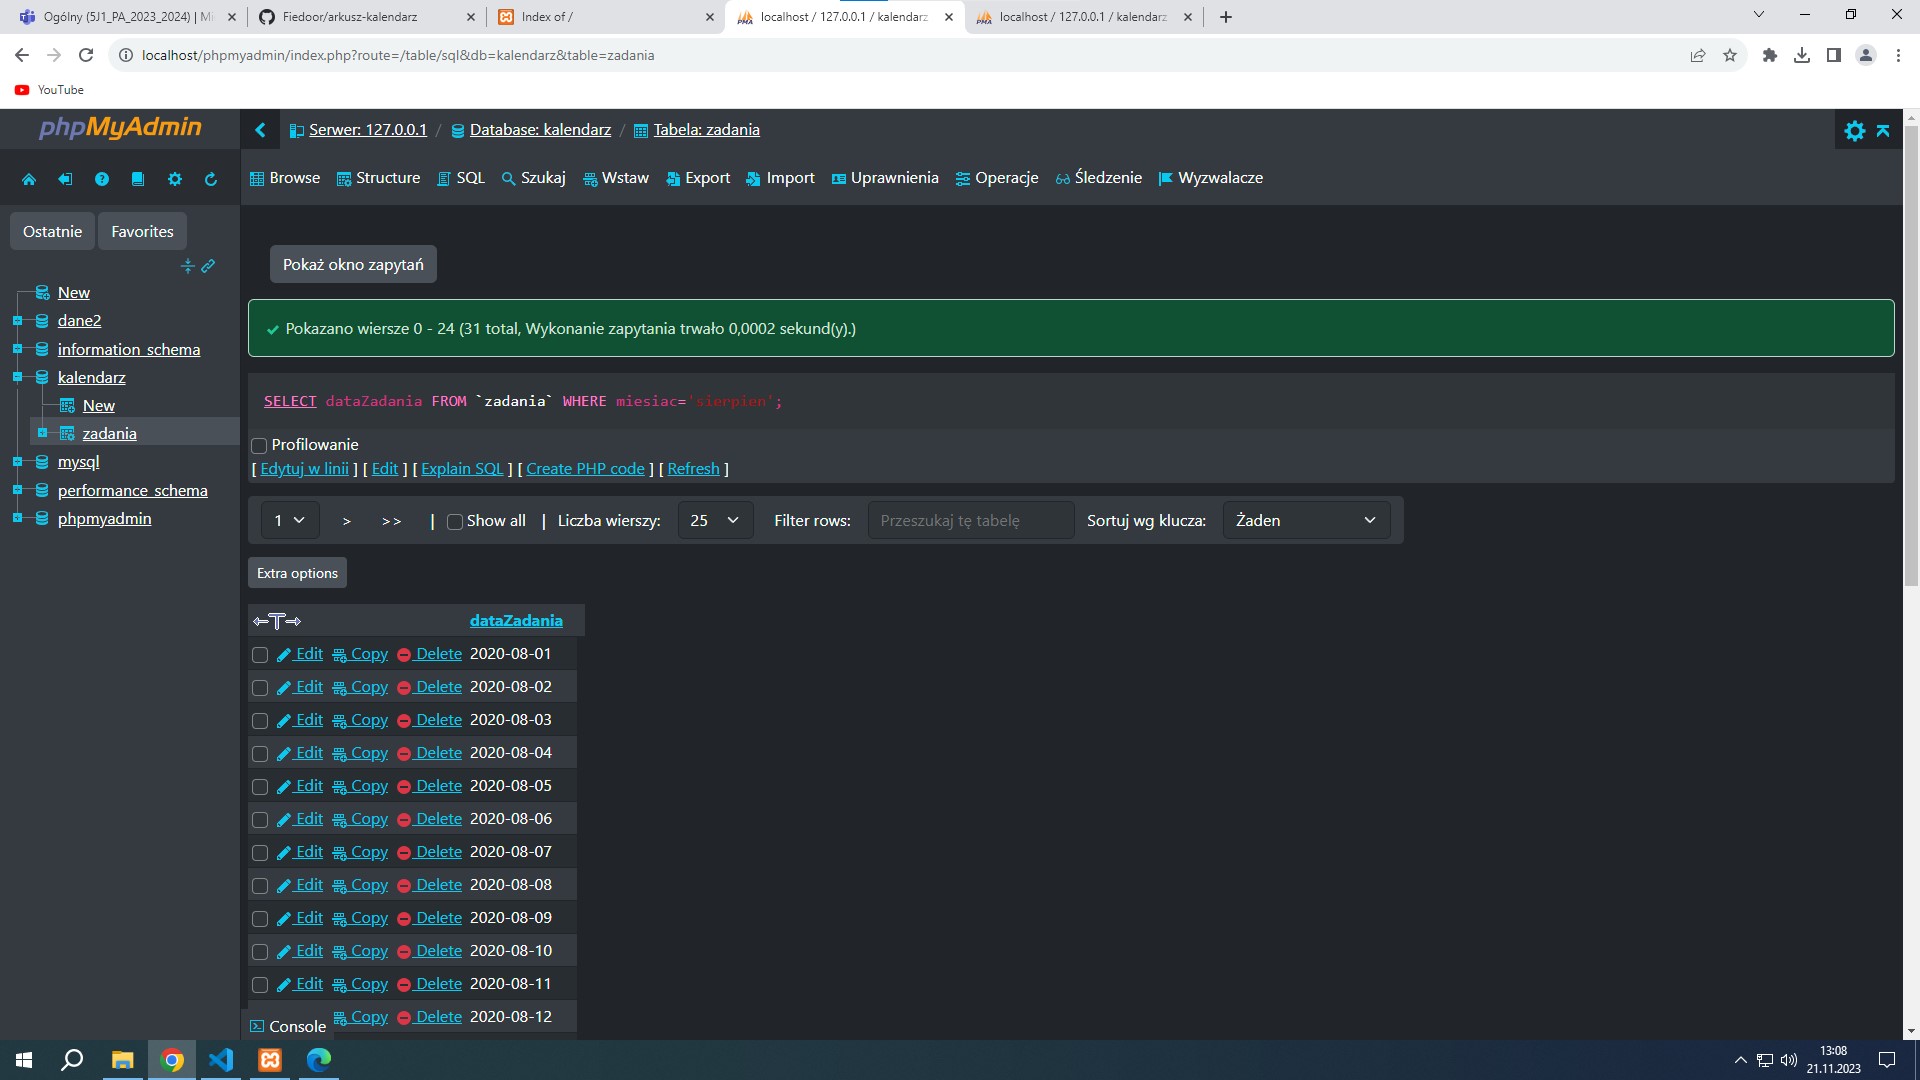 Ogólny (5J1_PA_2023_2024) | Mi
Fiedoor/arkusz-kalendarz
Index of /
localhost / 127.0.0.1 / kalendarz
localhost / 127.0.0.1 / kalendarz
localhost/phpmyadmin/index.php?route=/table/sql&db=kalendarz&table=zadania
YouTube
phpMyAdmin
Serwer: 127.0.0.1 / Database: kalendarz / Tabela: zadania
Browse Structure SQL Szukaj Wstaw Export Import Uprawnienia Operacje Śledzenie Wyzwalacze
Ostatnie Favorites
New
dane2
information_schema
kalendarz
New
zadania
mysql
performance_schema
phpmyadmin
Pokaż okno zapytań
Pokazano wiersze 0 - 24 (31 total, Wykonanie zapytania trwało 0,0002 sekund(y).)
SELECT dataZadania FROM `zadania` WHERE miesiac='sierpien';
Profilowanie
[ Edytuj w linii ] [ Edit ] [ Explain SQL ] [ Create PHP code ] [ Refresh ]
1 > >> | Show all | Liczba wierszy: 25 Filter rows: Przeszukaj tę tabelę Sortuj wg klucza: Żaden
Extra options
dataZadania
Edit Copy Delete 2020-08-01
Edit Copy Delete 2020-08-02
Edit Copy Delete 2020-08-03
Edit Copy Delete 2020-08-04
Edit Copy Delete 2020-08-05
Edit Copy Delete 2020-08-06
Edit Copy Delete 2020-08-07
Edit Copy Delete 2020-08-08
Edit Copy Delete 2020-08-09
Edit Copy Delete 2020-08-10
Edit Copy Delete 2020-08-11
Copy Delete 2020-08-12
Console
13:08
21.11.2023